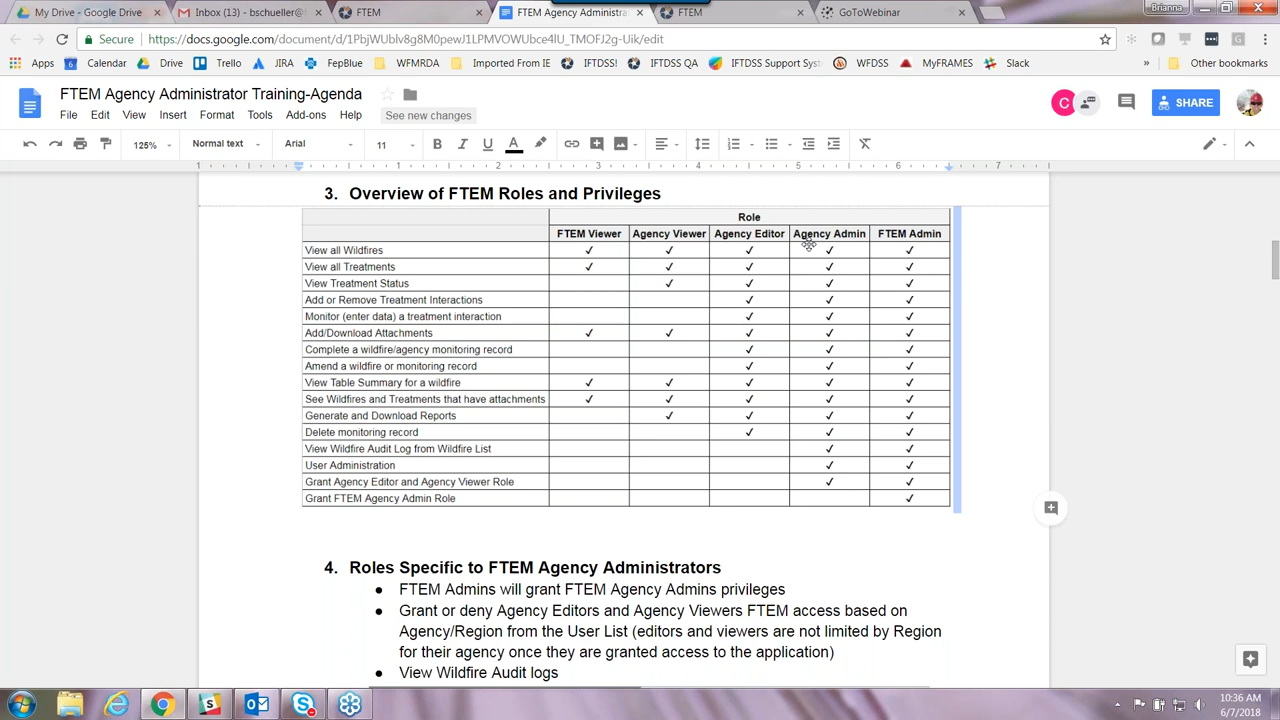 My Drive - Google Drive
Inbox (13) - bschueller@f
FTEM
FTEM Agency Administra
FTEM
GoToWebinar
Brianna
Secure
https://docs.google.com/document/d/1PbjWUblv8g8M0pewJ1LPMVOWUbce4lU_TMOFJ2g-Uik/edit
Apps
6
Calendar
Drive
Trello
JIRA
FepBlue
WFMRDA
Imported From IE
IFTDSS!
IFTDSS QA
IFTDSS Support Syst
WFDSS
MyFRAMES
Slack
»
Other bookmarks
FTEM Agency Administrator Training-Agenda
File Edit View Insert Format Tools Add-ons Help
See new changes
C
SHARE
125%
Normal text
Arial
11
B I U A
1 1 2 3 4 5 6 7
3. Overview of FTEM Roles and Privileges
Role
FTEM Viewer Agency Viewer Agency Editor Agency Admin FTEM Admin
View all Wildfires ✓ ✓ ✓ ✓ ✓
View all Treatments ✓ ✓ ✓ ✓ ✓
View Treatment Status ✓ ✓ ✓ ✓
Add or Remove Treatment Interactions ✓ ✓ ✓
Monitor (enter data) a treatment interaction ✓ ✓ ✓
Add/Download Attachments ✓ ✓ ✓ ✓ ✓
Complete a wildfire/agency monitoring record ✓ ✓ ✓
Amend a wildfire or monitoring record ✓ ✓ ✓
View Table Summary for a wildfire ✓ ✓ ✓ ✓ ✓
See Wildfires and Treatments that have attachments ✓ ✓ ✓ ✓ ✓
Generate and Download Reports ✓ ✓ ✓ ✓
Delete monitoring record ✓ ✓ ✓
View Wildfire Audit Log from Wildfire List ✓ ✓
User Administration ✓ ✓
Grant Agency Editor and Agency Viewer Role ✓ ✓
Grant FTEM Agency Admin Role ✓
4. Roles Specific to FTEM Agency Administrators
● FTEM Admins will grant FTEM Agency Admins privileges
● Grant or deny Agency Editors and Agency Viewers FTEM access based on
Agency/Region from the User List (editors and viewers are not limited by Region
for their agency once they are granted access to the application)
● View Wildfire Audit logs
10:36 AM
6/7/2018